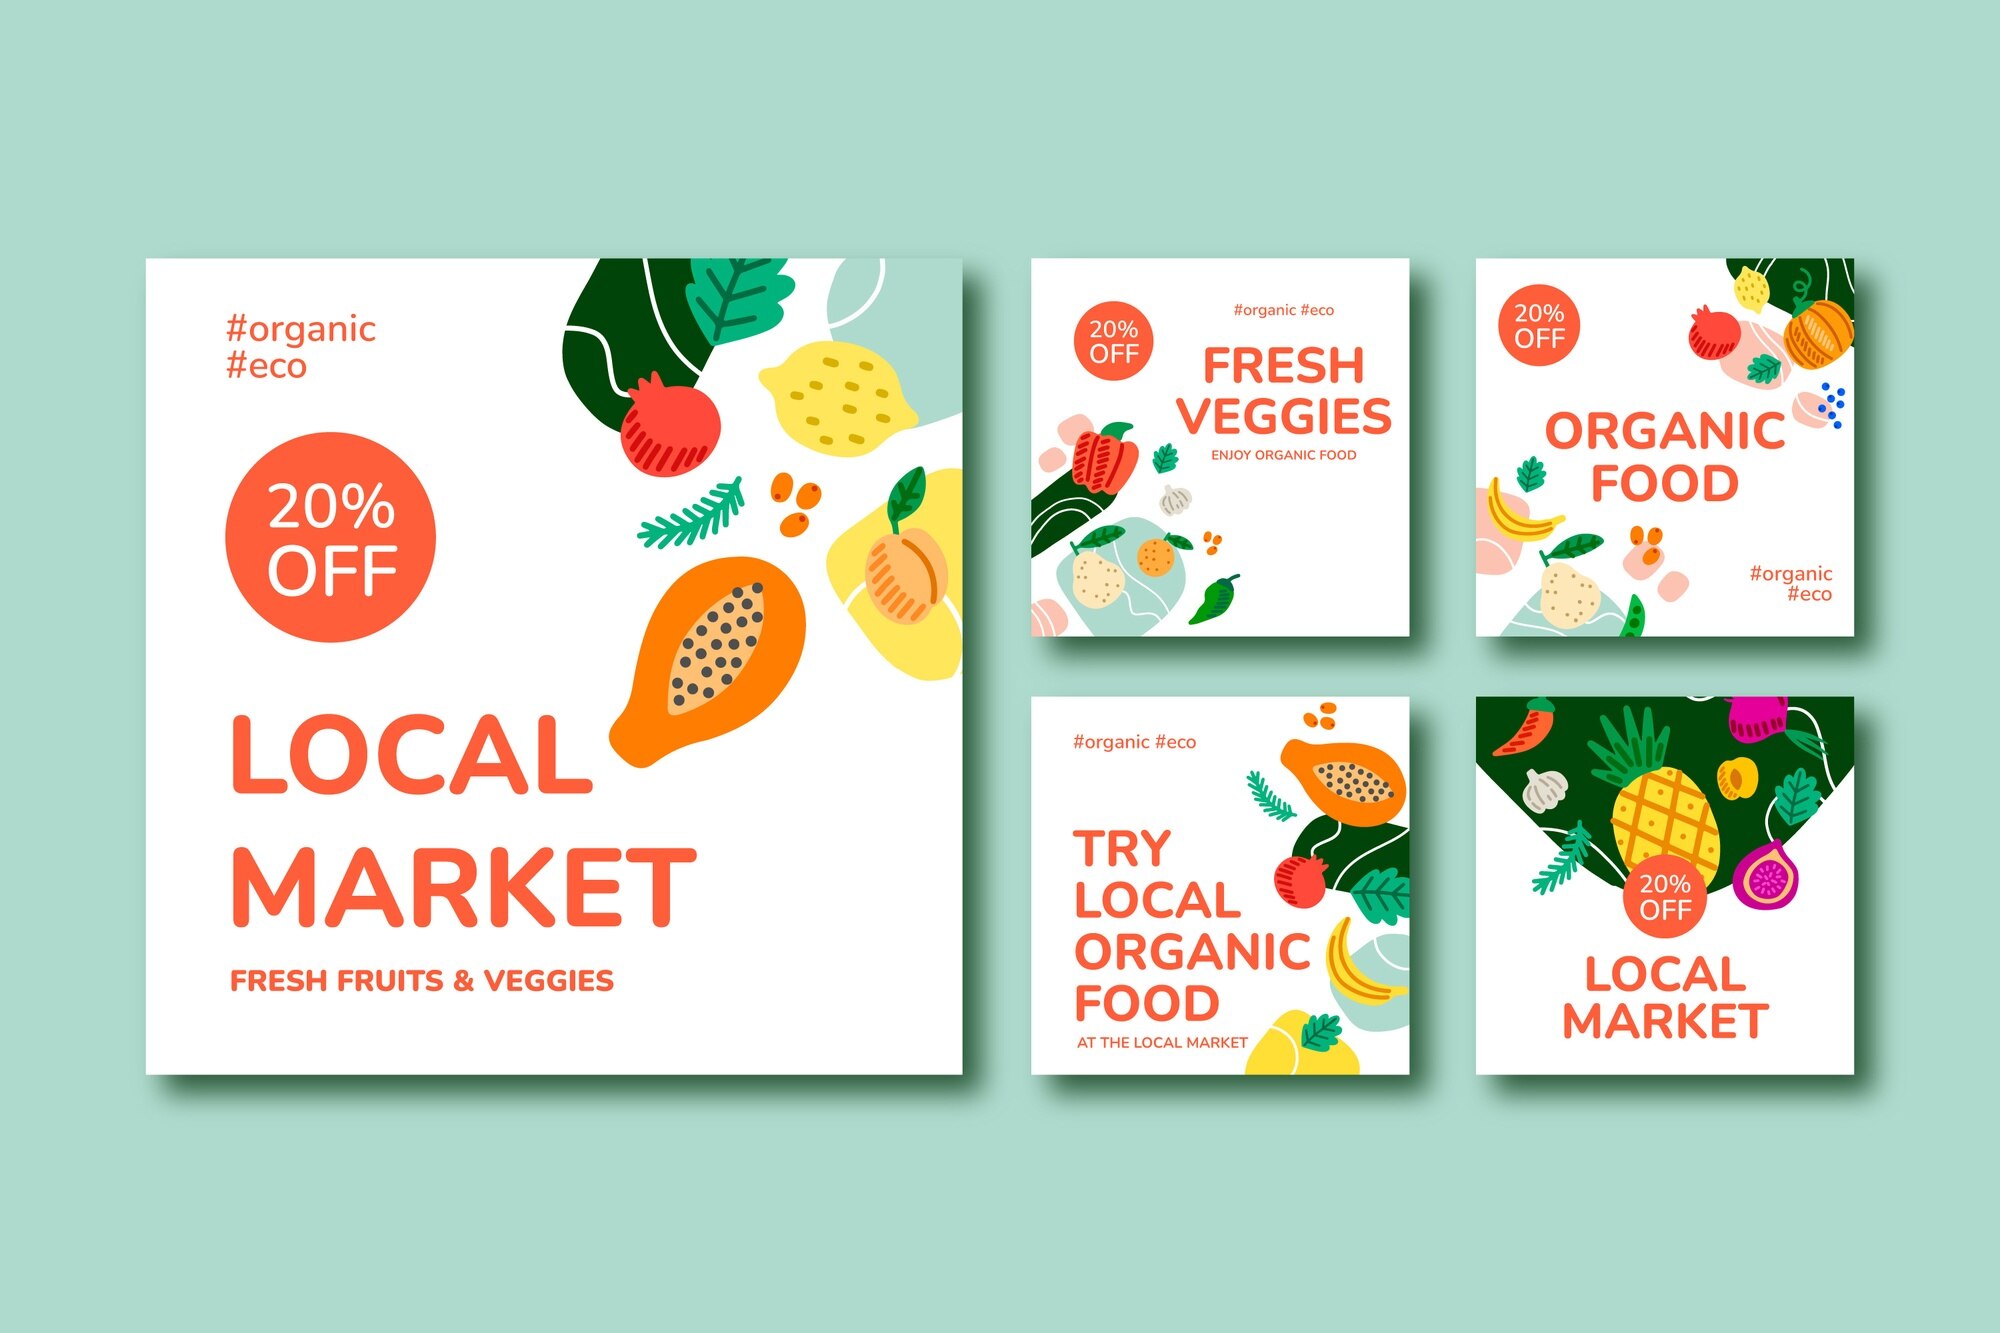 #organic
#eco
20%
OFF
LOCAL
MARKET
FRESH FRUITS & VEGGIES
20%
OFF
#organic #eco
FRESH
VEGGIES
ENJOY ORGANIC FOOD
20%
OFF
ORGANIC
FOOD
#organic
#eco
#organic #eco
TRY
LOCAL
ORGANIC
FOOD
AT THE LOCAL MARKET
20%
OFF
LOCAL
MARKET